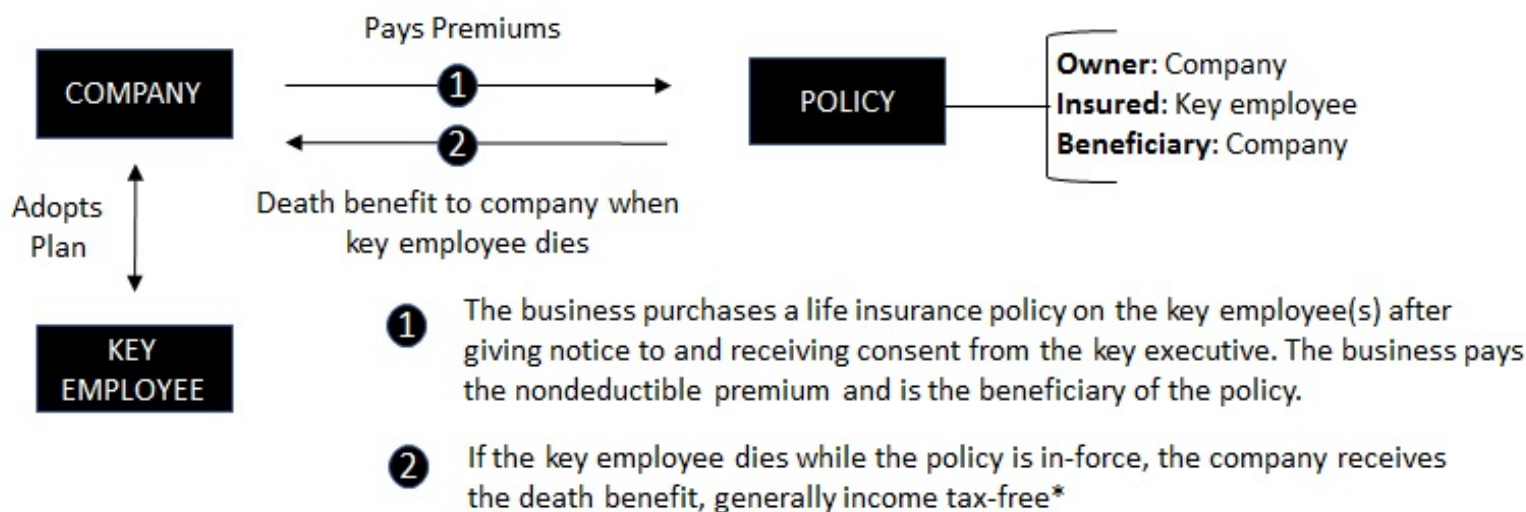 Pays Premiums
COMPANY
1
POLICY
Owner: Company
Insured: Key employee
Beneficiary: Company
2
Adopts
Plan
Death benefit to company when
key employee dies
KEY
EMPLOYEE
1
The business purchases a life insurance policy on the key employee(s) after
giving notice to and receiving consent from the key executive. The business pays
the nondeductible premium and is the beneficiary of the policy.
2
If the key employee dies while the policy is in-force, the company receives
the death benefit, generally income tax-free*